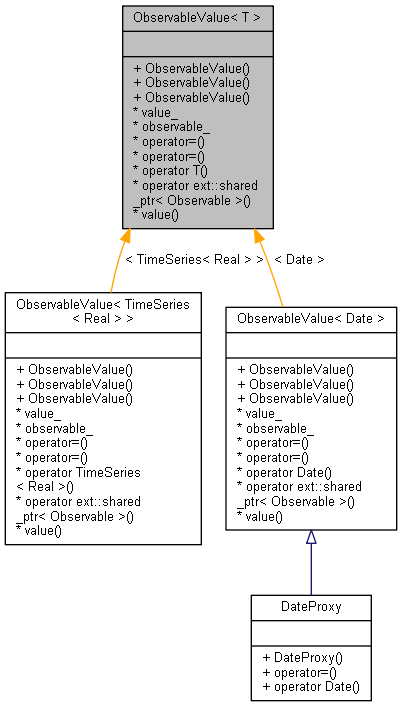 ObservableValue< T >
+ ObservableValue()
+ ObservableValue()
+ ObservableValue()
* value_
* observable_
* operator=()
* operator=()
* operator T()
* operator ext::shared
_ptr< Observable >()
* value()
< TimeSeries< Real > >
< Date >
ObservableValue< TimeSeries
< Real > >
+ ObservableValue()
+ ObservableValue()
+ ObservableValue()
* value_
* observable_
* operator=()
* operator=()
* operator TimeSeries
< Real >()
* operator ext::shared
_ptr< Observable >()
* value()
ObservableValue< Date >
+ ObservableValue()
+ ObservableValue()
+ ObservableValue()
* value_
* observable_
* operator=()
* operator=()
* operator Date()
* operator ext::shared
_ptr< Observable >()
* value()
DateProxy
+ DateProxy()
+ operator=()
+ operator Date()